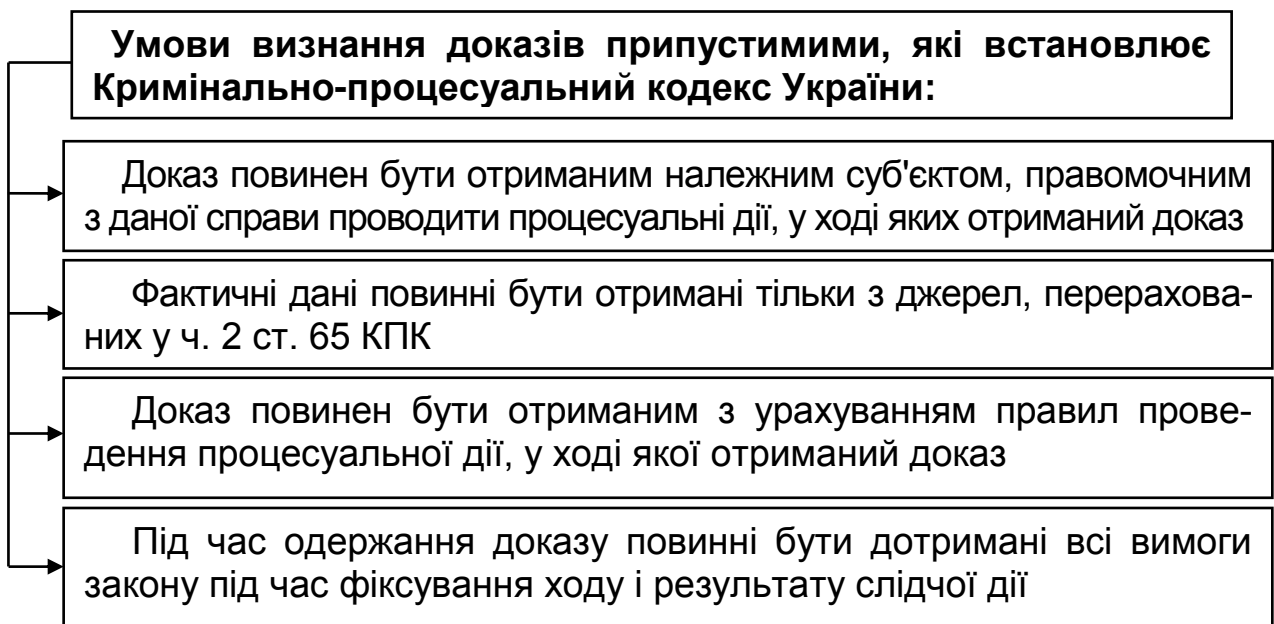 Умови визнання доказів припустимими, які встановлює
Кримінально-процесуальний кодекс України:
Доказ повинен бути отриманим належним суб'єктом, правомочним
з даної справи проводити процесуальні дії, у ході яких отриманий доказ
Фактичні дані повинні бути отримані тільки з джерел, перерахова-
них у ч. 2 ст. 65 КПК
Доказ повинен бути отриманим з урахуванням правил прове-
дення процесуальної дії, у ході якої отриманий доказ
Під час одержання доказу повинні бути дотримані всі вимоги
закону під час фіксування ходу і результату слідчої дії